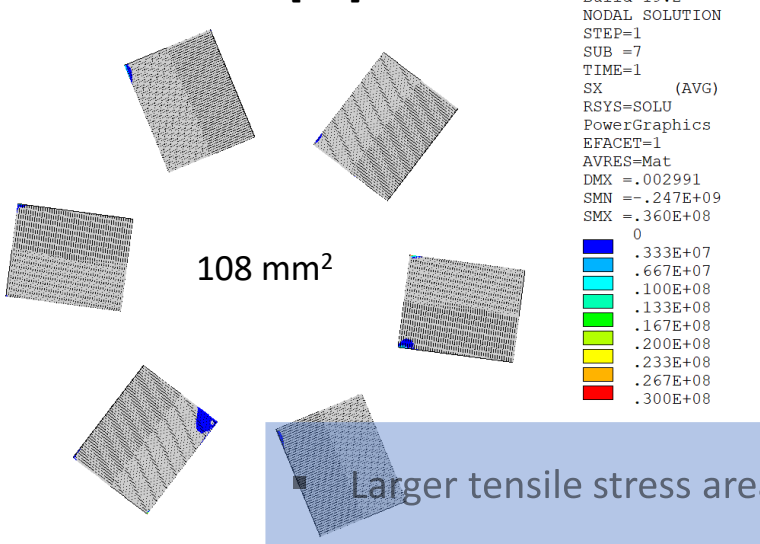 NODAL SOLUTION
STEP=1
SUB =7
TIME=1
SX (AVG)
RSYS=SOLU
PowerGraphics
EFACET=1
AVRES=Mat
DMX =.002991
SMN =-.247E+09
SMX =.360E+08
0
.333E+07
.667E+07
.100E+08
.133E+08
.167E+08
.200E+08
.233E+08
.267E+08
.300E+08
108 mm²
▪ Larger tensile stress area